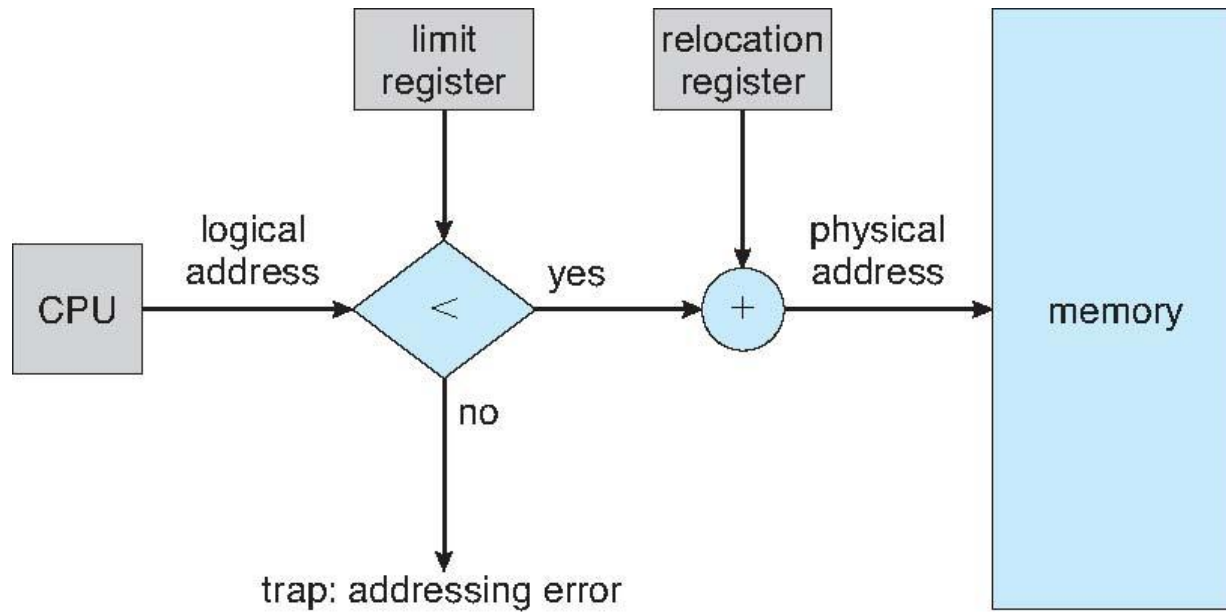 limit
register
relocation
register
logical
address
physical
address
CPU
<
yes
+
memory
no
trap: addressing error